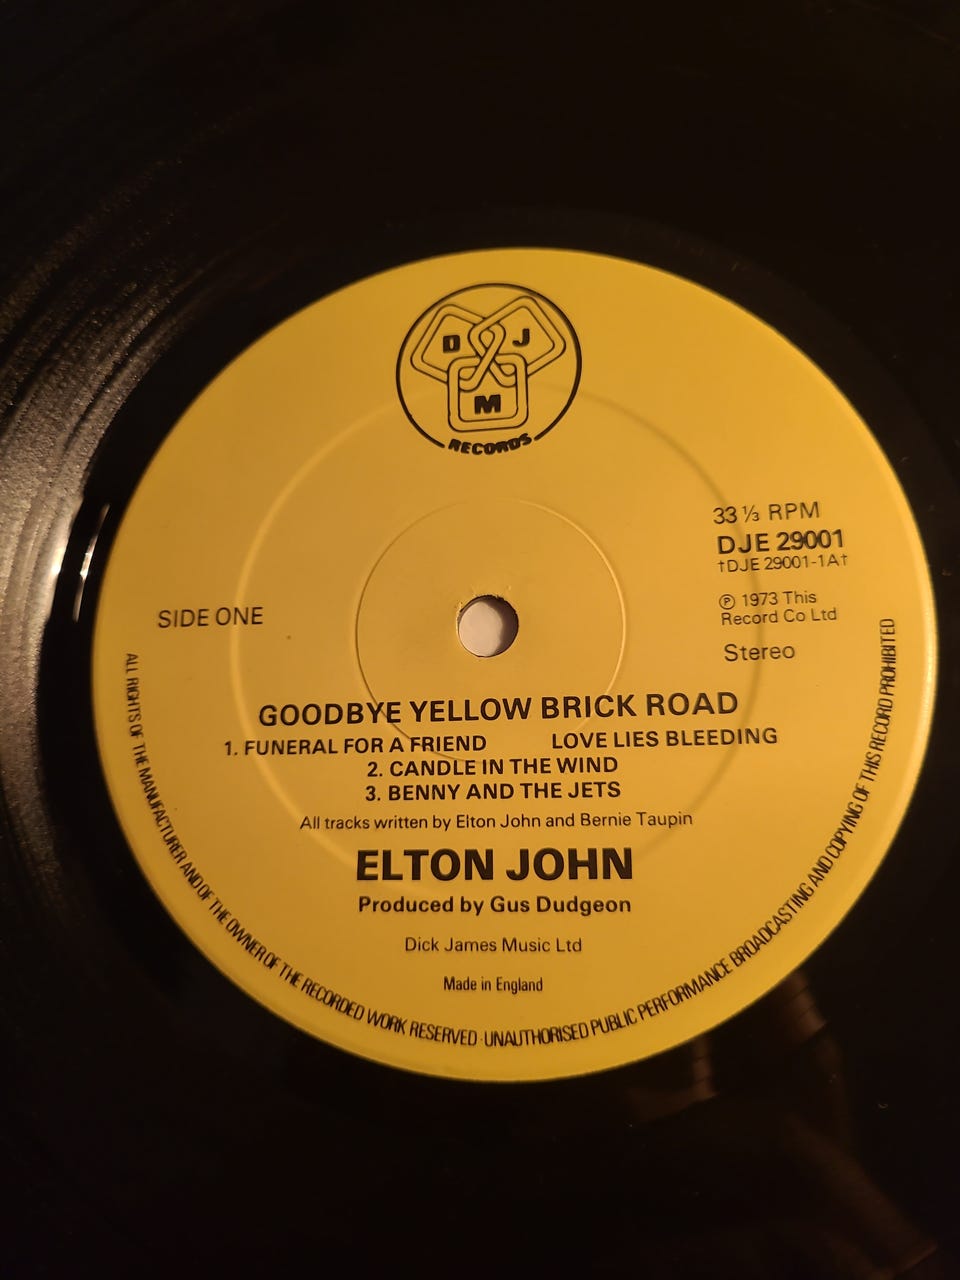 D J
M
RECORDS
33 ⅓ RPM
DJE 29001
†DJE 29001-1A†
℗ 1973 This
Record Co Ltd
SIDE ONE
Stereo
GOODBYE YELLOW BRICK ROAD
1. FUNERAL FOR A FRIEND LOVE LIES BLEEDING
2. CANDLE IN THE WIND
3. BENNY AND THE JETS
All tracks written by Elton John and Bernie Taupin
ELTON JOHN
Produced by Gus Dudgeon
Dick James Music Ltd
Made in England
ALL RIGHTS OF THE MANUFACTURER AND OF THE OWNER OF THE RECORDED WORK RESERVED · UNAUTHORISED PUBLIC PERFORMANCE BROADCASTING AND COPYING OF THIS RECORD PROHIBITED